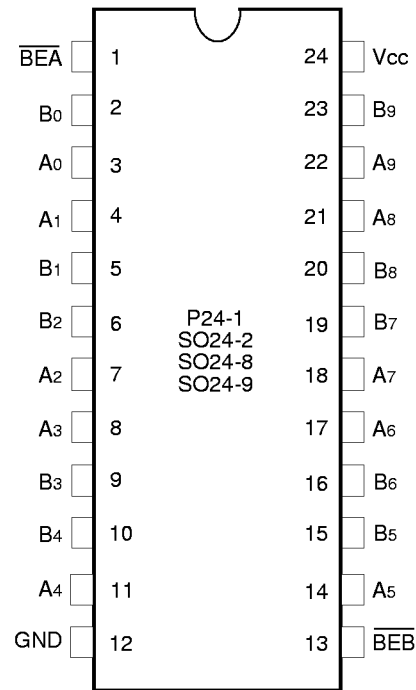 B̅E̅A̅ 1 24 Vcc
B0 2 23 B9
A0 3 22 A9
A1 4 21 A8
B1 5 20 B8
B2 6 19 B7
P24-1
SO24-2
SO24-8
SO24-9
A2 7 18 A7
A3 8 17 A6
B3 9 16 B6
B4 10 15 B5
A4 11 14 A5
GND 12 13 B̅E̅B̅